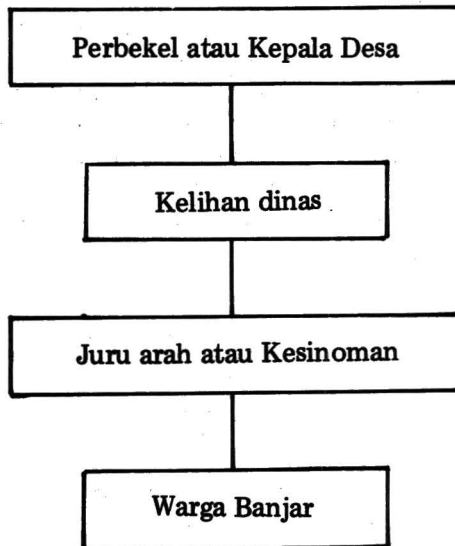 Perbekel atau Kepala Desa
Kelihan dinas
Juru arah atau Kesinoman
Warga Banjar